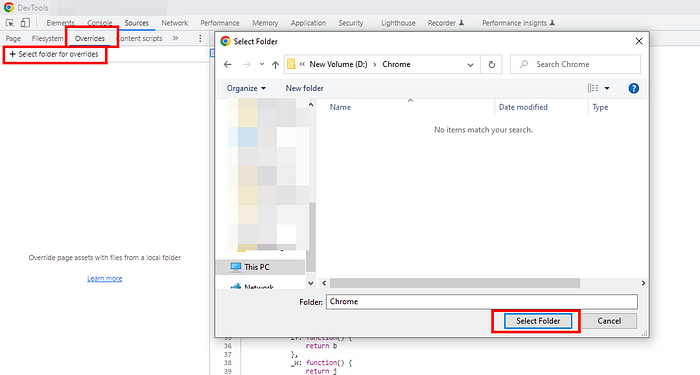 DevTools
Elements Console Sources Network Performance Memory Application Security Lighthouse Recorder Performance insights
Page Filesystem Overrides Content scripts »
+ Select folder for overrides
Override page assets with files from a local folder
Learn more
Select Folder
« New Volume (D:) › Chrome
Search Chrome
Organize New folder
Name Date modified Type
No items match your search.
This PC
Network
Folder: Chrome
Select Folder Cancel
36 return b
37 },
38 _W: function() {
39 return j